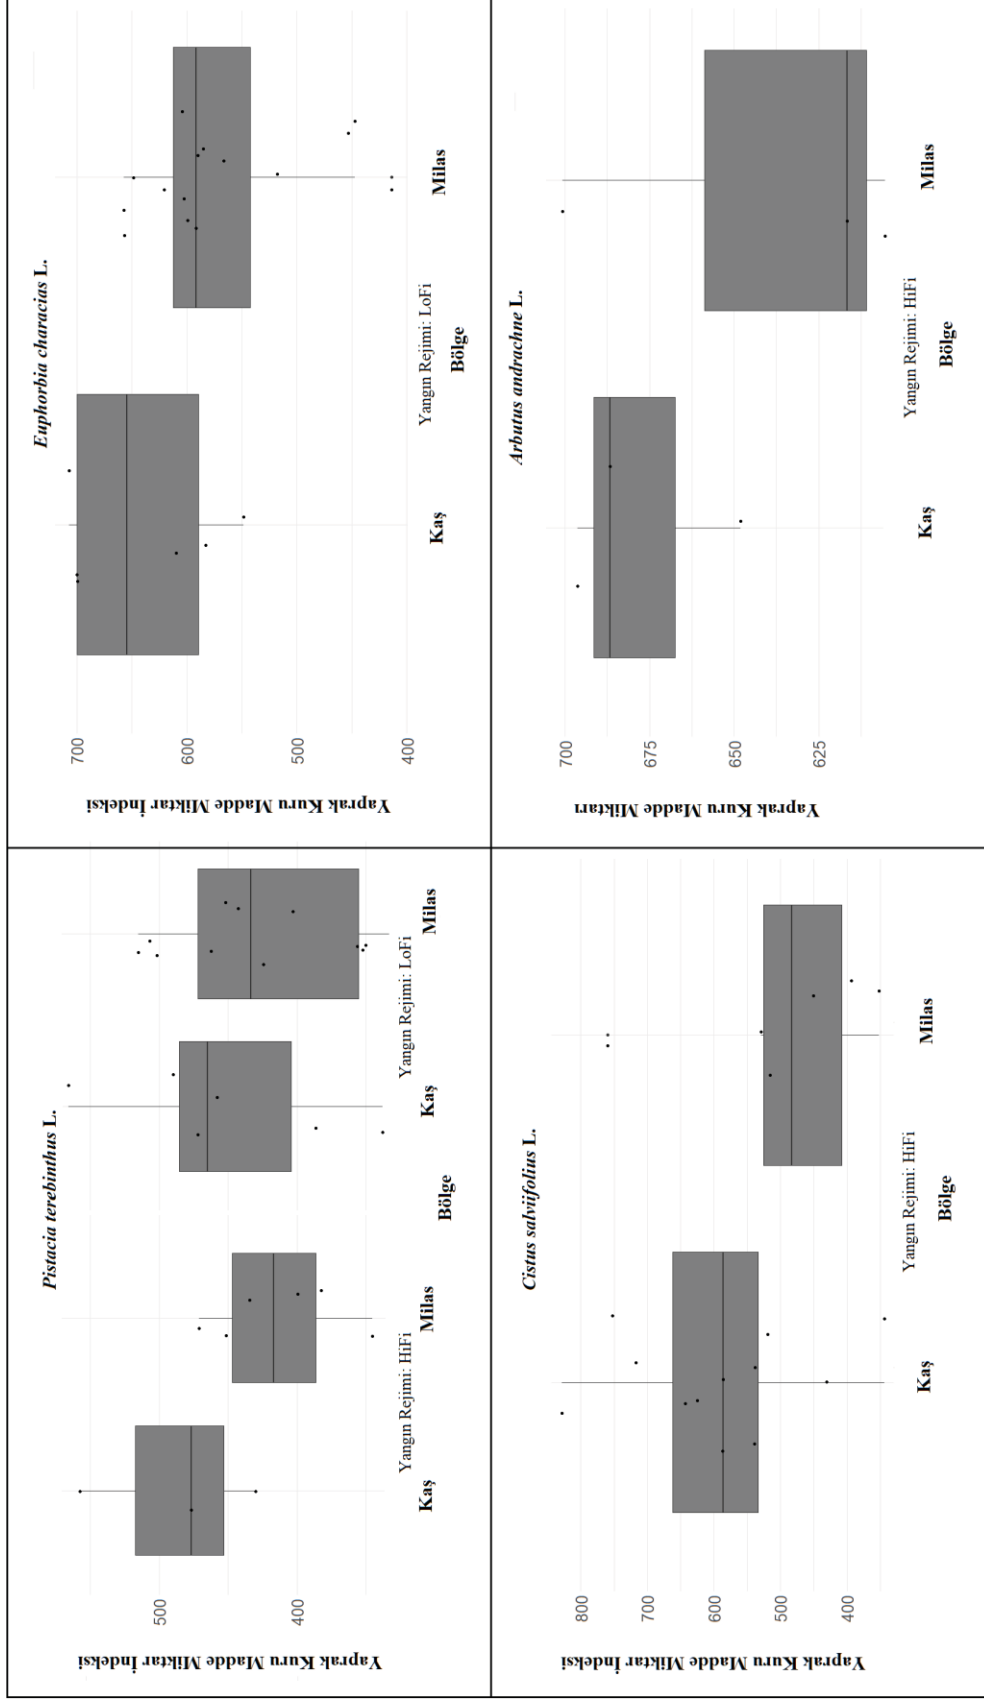 Pistacia terebinthus L.
Yaprak Kuru Madde Miktar İndeksi
500
400
Kaş
Milas
Kaş
Milas
Yangın Rejimi: HiFi
Yangın Rejimi: LoFi
Bölge
Euphorbia characias L.
Yaprak Kuru Madde Miktar İndeksi
700
600
500
400
Kaş
Milas
Yangın Rejimi: LoFi
Bölge
Cistus salviifolius L.
Yaprak Kuru Madde Miktar İndeksi
800
700
600
500
400
Kaş
Milas
Yangın Rejimi: HiFi
Bölge
Arbutus andrachne L.
Yaprak Kuru Madde Miktarı
700
675
650
625
Kaş
Milas
Yangın Rejimi: HiFi
Bölge